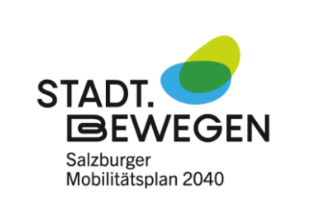 STADT.
BEWEGEN
Salzburger
Mobilitätsplan 2040